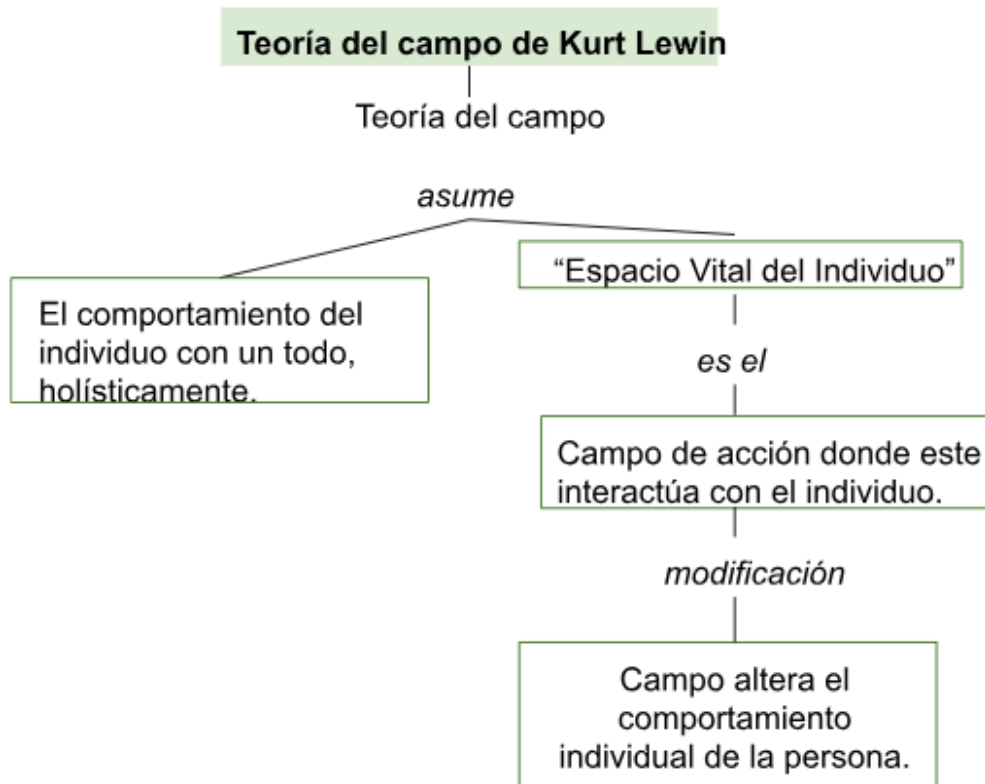 Teoría del campo de Kurt Lewin
Teoría del campo
asume
El comportamiento del
individuo con un todo,
holísticamente.
“Espacio Vital del Individuo”
es el
Campo de acción donde este
interactúa con el individuo.
modificación
Campo altera el
comportamiento
individual de la persona.